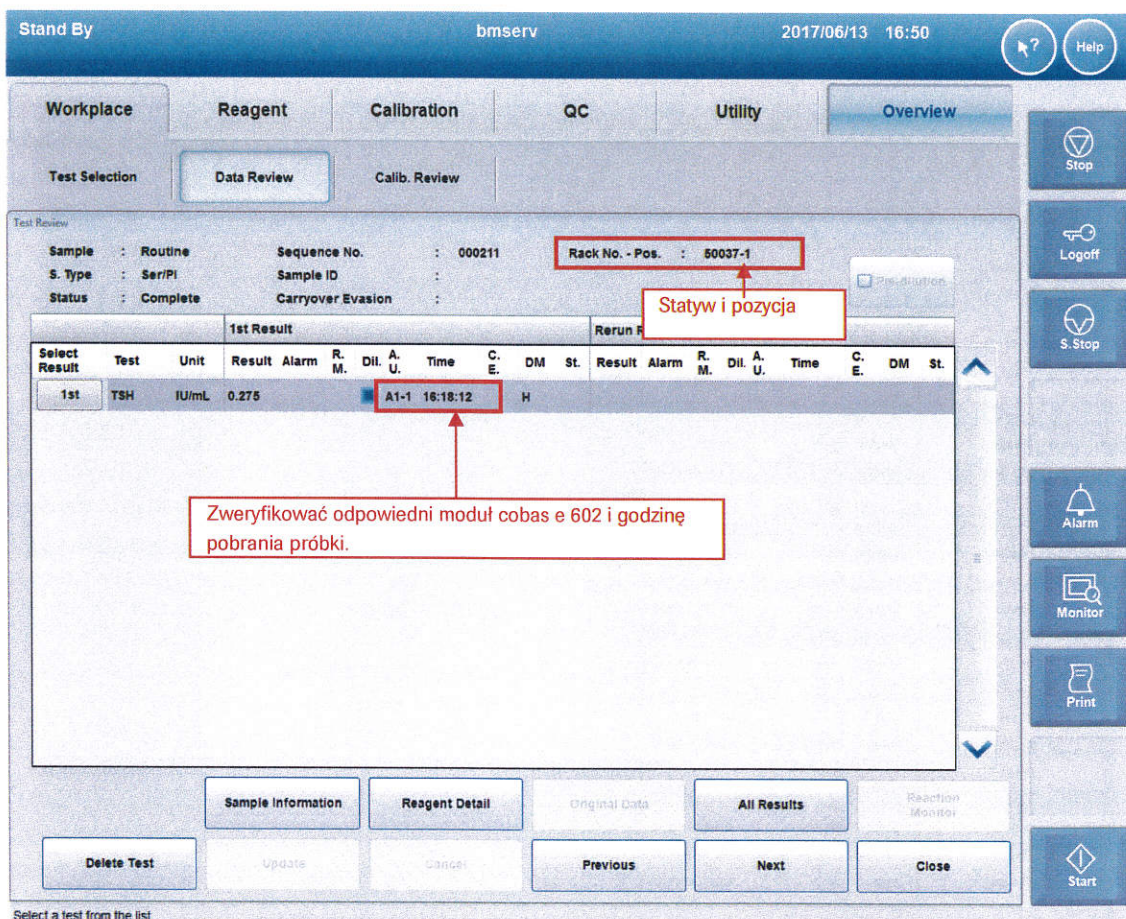 Stand By bmserv 2017/06/13 16:50
? Help
Workplace Reagent Calibration QC Utility Overview
Test Selection Data Review Calib. Review
Stop
Test Review
Sample : Routine Sequence No. : 000211 Rack No. - Pos. : 50037-1
S. Type : Ser/Pl Sample ID :
Status : Complete Carryover Evasion :
Pre-dilution
Logoff
Statyw i pozycja
S.Stop
1st Result Rerun
Select Result Test Unit Result Alarm R. M. Dil. A. U. Time C. E. DM St. Result Alarm R. M. Dil. A. U. Time C. E. DM St.
1st TSH IU/mL 0.275 A1-1 16:18:12 H
Zweryfikować odpowiedni moduł cobas e 602 i godzinę
pobrania próbki.
Alarm
Monitor
Print
Sample Information Reagent Detail Original Data All Results Reaction Monitor
Delete Test Update Cancel Previous Next Close
Start
Select a test from the list